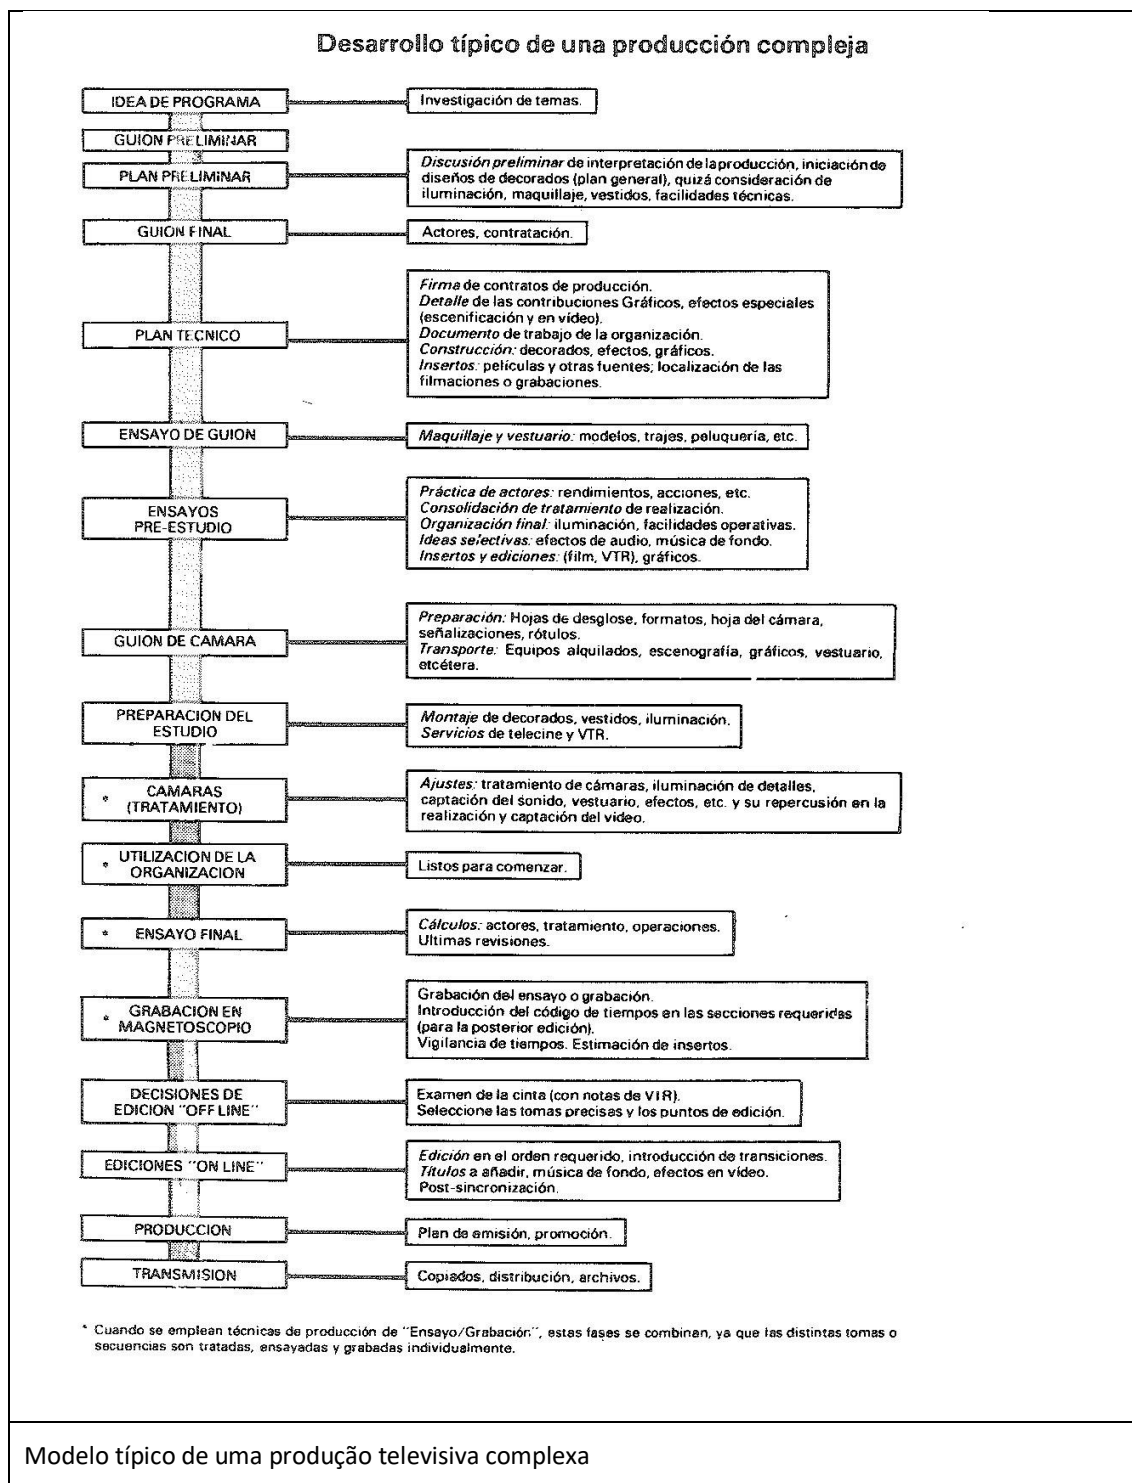 Desarrollo típico de una producción compleja
IDEA DE PROGRAMA
Investigación de temas.
GUION PRELIMINAR
PLAN PRELIMINAR
Discusión preliminar de interpretación de la producción, iniciación de
diseños de decorados (plan general), quizá consideración de
iluminación, maquillaje, vestidos, facilidades técnicas.
GUION FINAL
Actores, contratación.
PLAN TECNICO
Firma de contratos de producción.
Detalle de las contribuciones Gráficos, efectos especiales
(escenificación y en vídeo).
Documento de trabajo de la organización.
Construcción: decorados, efectos, gráficos.
Insertos: películas y otras fuentes; localización de las
filmaciones o grabaciones.
ENSAYO DE GUION
Maquillaje y vestuario: modelos, trajes, peluquería, etc.
ENSAYOS
PRE-ESTUDIO
Práctica de actores: rendimientos, acciones, etc.
Consolidación de tratamiento de realización.
Organización final: iluminación, facilidades operativas.
Ideas selectivas: efectos de audio, música de fondo.
Insertos y ediciones: (film, VTR), gráficos.
GUION DE CAMARA
Preparación: Hojas de desglose, formatos, hoja del cámara,
señalizaciones, rótulos.
Transporte: Equipos alquilados, escenografía, gráficos, vestuario,
etcétera.
PREPARACION DEL
ESTUDIO
Montaje de decorados, vestidos, iluminación.
Servicios de telecine y VTR.
* CAMARAS
(TRATAMIENTO)
Ajustes: tratamiento de cámaras, iluminación de detalles,
captación del sonido, vestuario, efectos, etc. y su repercusión en la
realización y captación del vídeo.
* UTILIZACION DE LA
ORGANIZACION
Listos para comenzar.
* ENSAYO FINAL
Cálculos: actores, tratamiento, operaciones.
Ultimas revisiones.
* GRABACION EN
MAGNETOSCOPIO
Grabación del ensayo o grabación.
Introducción del código de tiempos en las secciones requeridas
(para la posterior edición).
Vigilancia de tiempos. Estimación de insertos.
DECISIONES DE
EDICION "OFF LINE"
Examen de la cinta (con notas de VIR).
Seleccione las tomas precisas y los puntos de edición.
EDICIONES "ON LINE"
Edición en el orden requerido, introducción de transiciones.
Títulos a añadir, música de fondo, efectos en vídeo.
Post-sincronización.
PRODUCCION
Plan de emisión, promoción.
TRANSMISION
Copiados, distribución, archivos.
* Cuando se emplean técnicas de producción de "Ensayo/Grabación", estas fases se combinan, ya que las distintas tomas o
secuencias son tratadas, ensayadas y grabadas individualmente.
Modelo típico de uma produção televisiva complexa